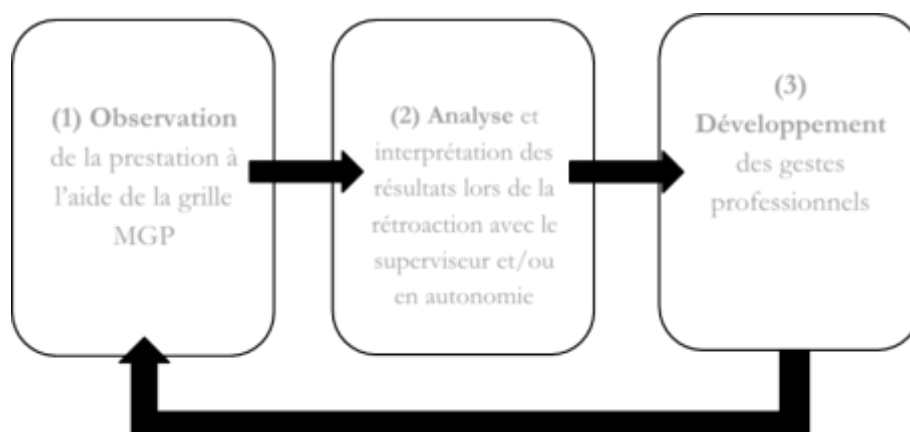 (1) Observation
de la prestation à
l'aide de la grille
MGP
(2) Analyse et
interprétation des
résultats lors de la
rétroaction avec le
superviseur et/ou
en autonomie
(3)
Développement
des gestes
professionnels